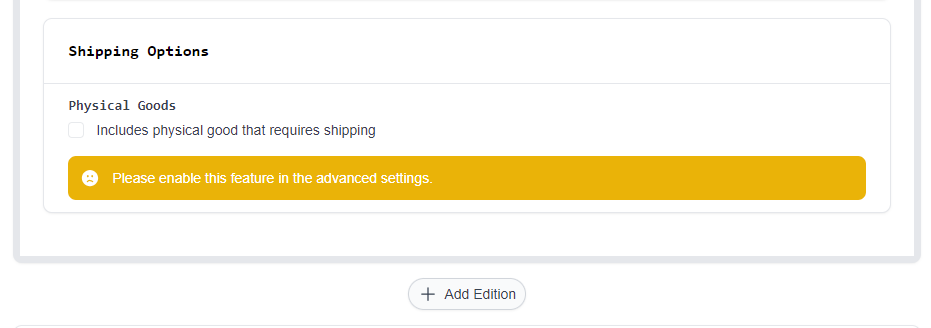 Shipping Options
Physical Goods
Includes physical good that requires shipping
Please enable this feature in the advanced settings.
Add Edition